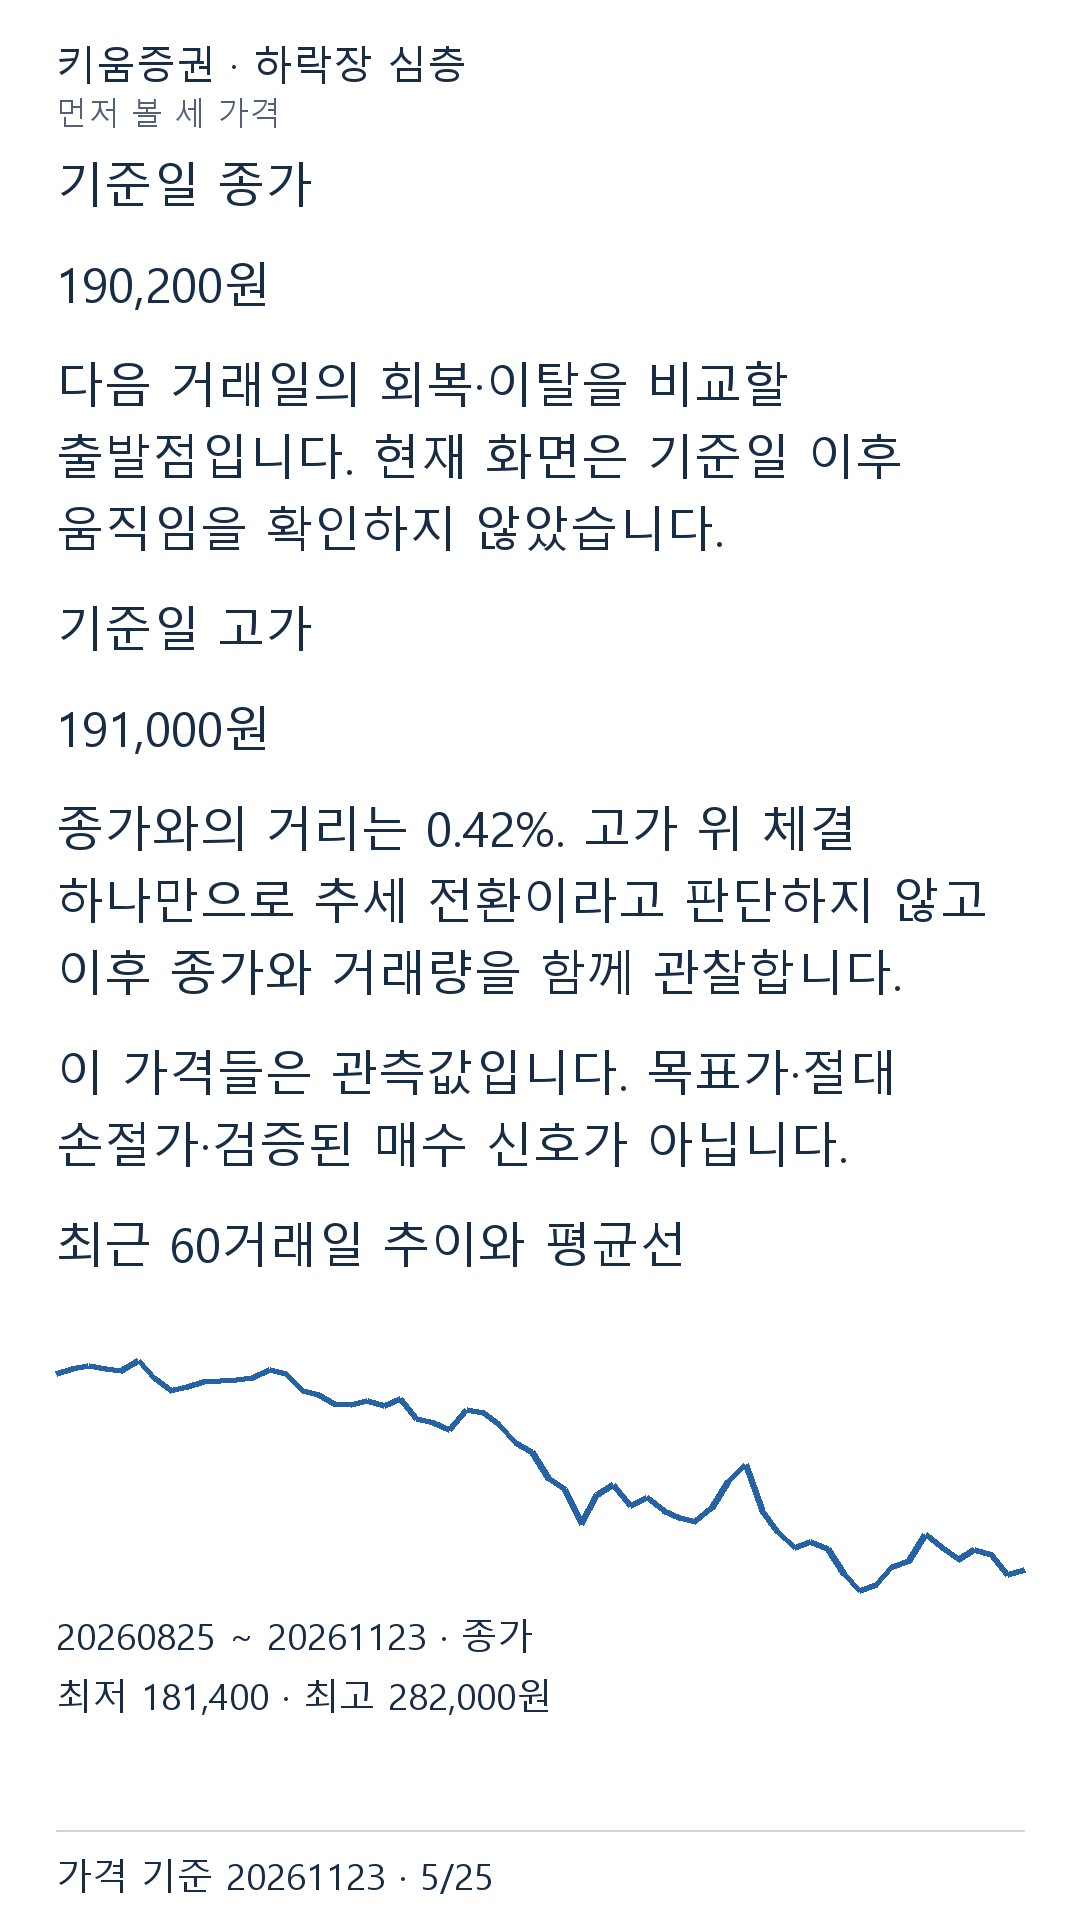 키움증권 · 하락장 심층
먼저 볼 세 가격
기준일 종가
190,200원
다음 거래일의 회복·이탈을 비교할
출발점입니다. 현재 화면은 기준일 이후
움직임을 확인하지 않았습니다.
기준일 고가
191,000원
종가와의 거리는 0.42%. 고가 위 체결
하나만으로 추세 전환이라고 판단하지 않고
이후 종가와 거래량을 함께 관찰합니다.
이 가격들은 관측값입니다. 목표가·절대
손절가·검증된 매수 신호가 아닙니다.
최근 60거래일 추이와 평균선
20260825 ~ 20261123 · 종가
최저 181,400 · 최고 282,000원
가격 기준 20261123 · 5/25